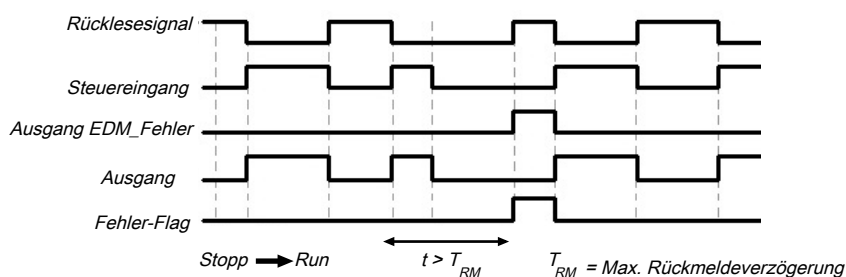 Rücklesesignal
Steuereingang
Ausgang EDM_Fehler
Ausgang
Fehler-Flag
Stopp Run t > T_RM T_RM = Max. Rückmeldeverzögerung